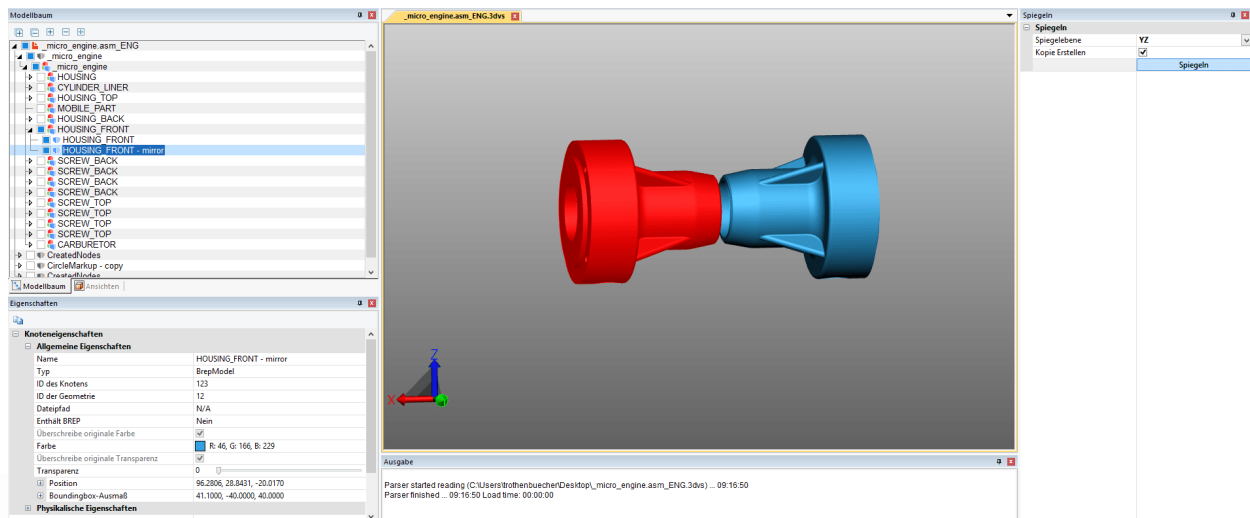 Modellbaum
_micro_engine.asm_ENG
_micro_engine
_micro_engine
HOUSING
CYLINDER_LINER
HOUSING_TOP
MOBILE_PART
HOUSING_BACK
HOUSING_FRONT
HOUSING_FRONT
HOUSING_FRONT - mirror
SCREW_BACK
SCREW_BACK
SCREW_BACK
SCREW_BACK
SCREW_TOP
SCREW_TOP
SCREW_TOP
SCREW_TOP
CARBURETOR
CreatedNodes
CircleMarkup - copy
CreatedNodes
Modellbaum Ansichten
Eigenschaften
Knoteneigenschaften
Allgemeine Eigenschaften
Name HOUSING_FRONT - mirror
Typ BrepModel
ID des Knotens 123
ID der Geometrie 12
Dateipfad N/A
Enthält BREP Nein
Überschreibe originale Farbe
Farbe R: 46, G: 166, B: 229
Überschreibe originale Transparenz
Transparenz 0
Position 96.2806, 28.8431, -20.0170
Boundingbox-Ausmaß 41.1000, -40.0000, 40.0000
Physikalische Eigenschaften
_micro_engine.asm_ENG.3dvs
Z
X
Ausgabe
Parser started reading (C:\Users\trothenbuecher\Desktop\_micro_engine.asm_ENG.3dvs) ... 09:16:50
Parser finished ... 09:16:50 Load time: 00:00:00
Spiegeln
Spiegeln
Spiegelebene YZ
Kopie Erstellen
Spiegeln